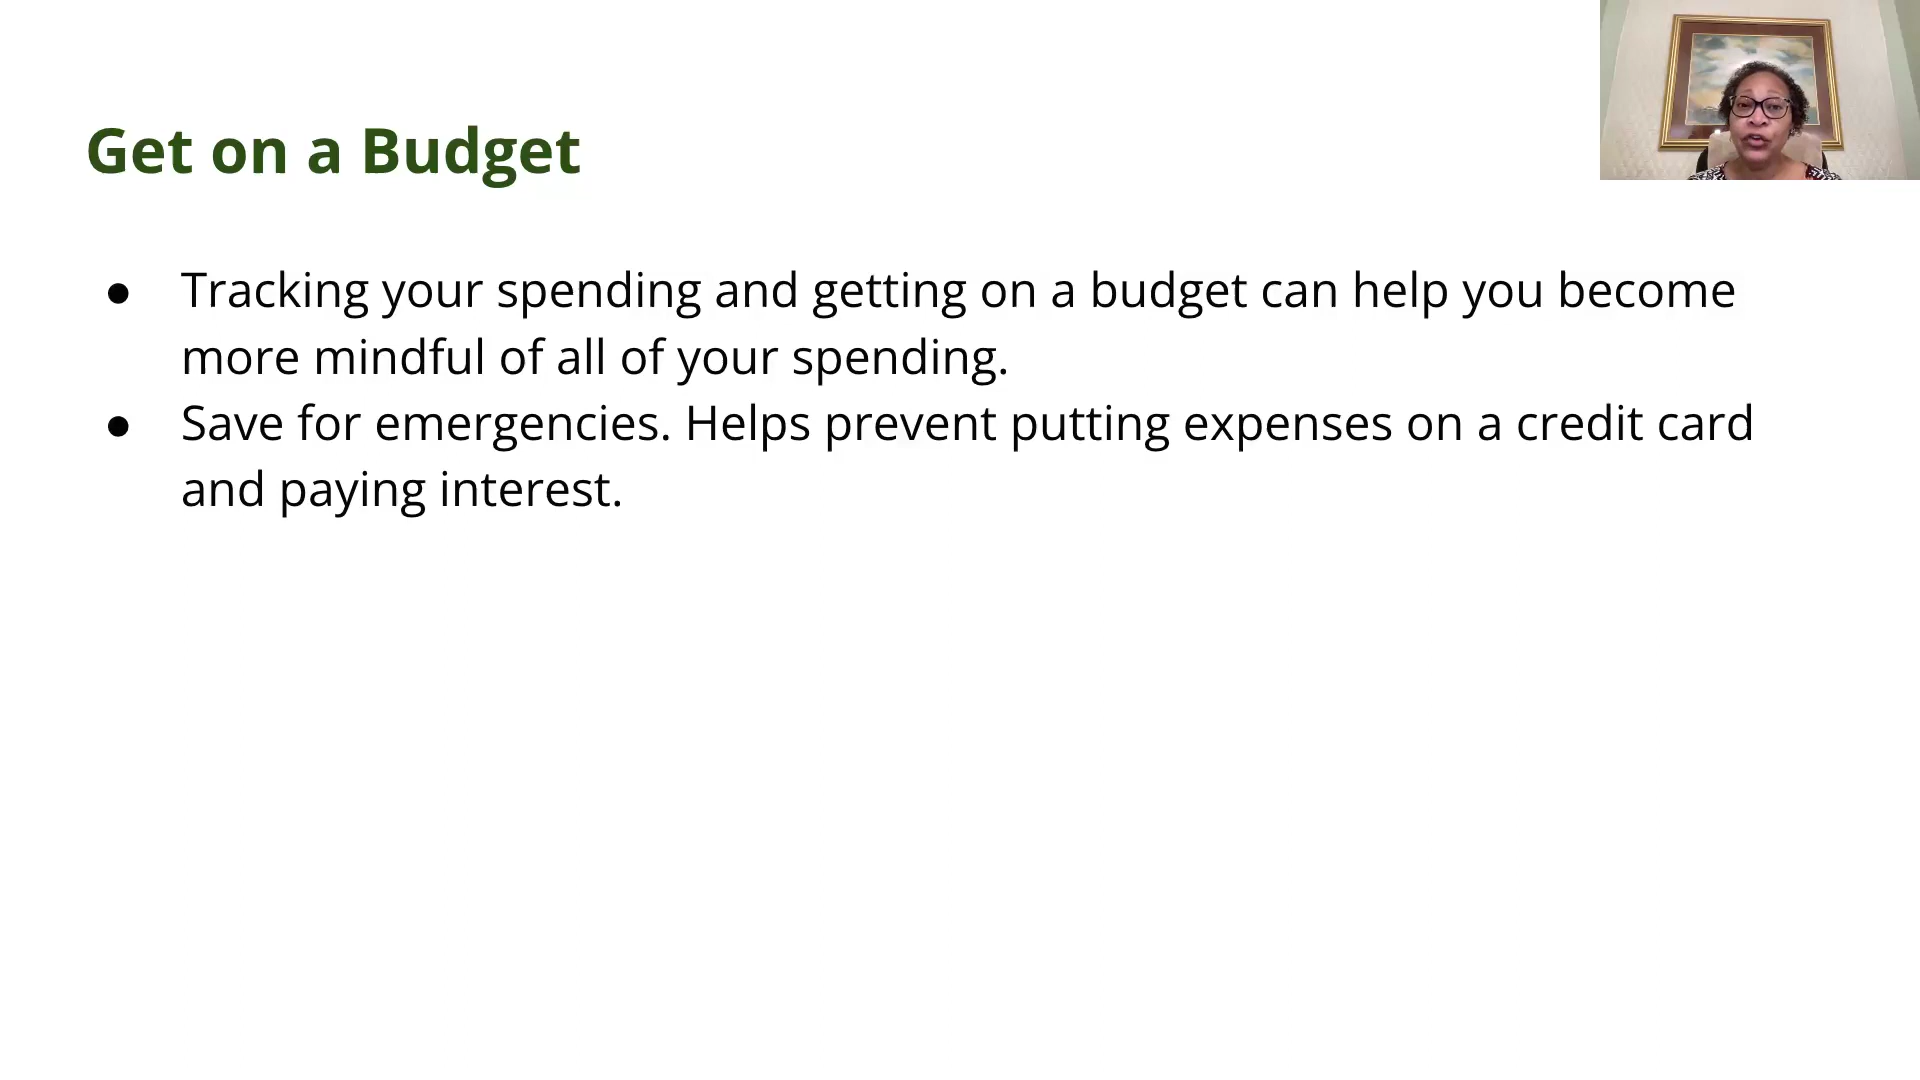 Get on a Budget
● Tracking your spending and getting on a budget can help you become
more mindful of all of your spending.
● Save for emergencies. Helps prevent putting expenses on a credit card
and paying interest.